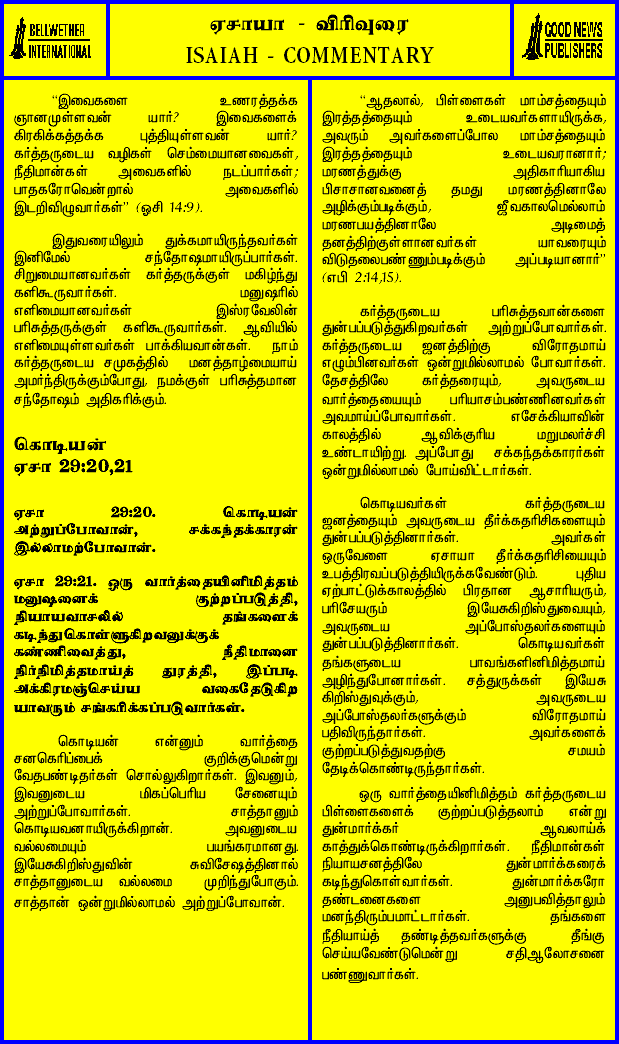 BELLWETHER
INTERNATIONAL
ஏசாயா - விரிவுரை
ISAIAH - COMMENTARY
GOOD NEWS
PUBLISHERS
“இவைகளை உணரத்தக்க
ஞானமுள்ளவன் யார்? இவைகளைக்
கிரகிக்கத்தக்க புத்தியுள்ளவன் யார்?
கர்த்தருடைய வழிகள் செம்மையானவைகள்,
நீதிமான்கள் அவைகளில் நடப்பார்கள்;
பாதகரோவென்றால் அவைகளில்
இடறிவிழுவார்கள்” (ஓசி 14:9).
இதுவரையிலும் துக்கமாயிருந்தவர்கள்
இனிமேல் சந்தோஷமாயிருப்பார்கள்.
சிறுமையானவர்கள் கர்த்தருக்குள் மகிழ்ந்து
களிகூருவார்கள். மனுஷரில்
எளிமையானவர்கள் இஸ்ரவேலின்
பரிசுத்தருக்குள் களிகூருவார்கள். ஆவியில்
எளிமையுள்ளவர்கள் பாக்கியவான்கள். நாம்
கர்த்தருடைய சமுகத்தில் மனத்தாழ்மையாய்
அமர்ந்திருக்கும்போது, நமக்குள் பரிசுத்தமான
சந்தோஷம் அதிகரிக்கும்.
கொடியன்
ஏசா 29:20,21
ஏசா 29:20. கொடியன்
அற்றுப்போவான், சக்கந்தக்காரன்
இல்லாமற்போவான்.
ஏசா 29:21. ஒரு வார்த்தையினிமித்தம்
மனுஷனைக் குற்றப்படுத்தி,
நியாயவாசலில் தங்களைக்
கடிந்துகொள்ளுகிறவனுக்குக்
கண்ணிவைத்து, நீதிமானை
நிர்நிமித்தமாய்த் துரத்தி, இப்படி
அக்கிரமஞ்செய்ய வகைதேடுகிற
யாவரும் சங்கரிக்கப்படுவார்கள்.
கொடியன் என்னும் வார்த்தை
சனகெரிப்பைக் குறிக்குமென்று
வேதபண்டிதர்கள் சொல்லுகிறார்கள். இவனும்,
இவனுடைய மிகப்பெரிய சேனையும்
அற்றுப்போவார்கள். சாத்தானும்
கொடியவனாயிருக்கிறான். அவனுடைய
வல்லமையும் பயங்கரமானது.
இயேசுகிறிஸ்துவின் சுவிசேஷத்தினால்
சாத்தானுடைய வல்லமை முறிந்துபோகும்.
சாத்தான் ஒன்றுமில்லாமல் அற்றுப்போவான்.
“ஆதலால், பிள்ளைகள் மாம்சத்தையும்
இரத்தத்தையும் உடையவர்களாயிருக்க,
அவரும் அவர்களைப்போல மாம்சத்தையும்
இரத்தத்தையும் உடையவரானார்;
மரணத்துக்கு அதிகாரியாகிய
பிசாசானவனைத் தமது மரணத்தினாலே
அழிக்கும்படிக்கும், ஜீவகாலமெல்லாம்
மரணபயத்தினாலே அடிமைத்
தனத்திற்குள்ளானவர்கள் யாவரையும்
விடுதலைபண்ணும்படிக்கும் அப்படியானார்”
(எபி 2:14,15).
கர்த்தருடைய பரிசுத்தவான்களை
துன்பப்படுத்துகிறவர்கள் அற்றுப்போவார்கள்.
கர்த்தருடைய ஜனத்திற்கு விரோதமாய்
எழும்பினவர்கள் ஒன்றுமில்லாமல் போவார்கள்.
தேசத்திலே கர்த்தரையும், அவருடைய
வார்த்தையையும் பரியாசம்பண்ணினவர்கள்
அவமாய்ப்போவார்கள். எசேக்கியாவின்
காலத்தில் ஆவிக்குரிய மறுமலர்ச்சி
உண்டாயிற்று. அப்போது சக்கந்தக்காரர்கள்
ஒன்றுமில்லாமல் போய்விட்டார்கள்.
கொடியவர்கள் கர்த்தருடைய
ஜனத்தையும் அவருடைய தீர்க்கதரிசிகளையும்
துன்பப்படுத்தினார்கள். அவர்கள்
ஒருவேளை ஏசாயா தீர்க்கதரிசியையும்
உபத்திரவப்படுத்தியிருக்கவேண்டும். புதிய
ஏற்பாட்டுக்காலத்தில் பிரதான ஆசாரியரும்,
பரிசேயரும் இயேசுகிறிஸ்துவையும்,
அவருடைய அப்போஸ்தலர்களையும்
துன்பப்படுத்தினார்கள். கொடியவர்கள்
தங்களுடைய பாவங்களினிமித்தமாய்
அழிந்துபோனார்கள். சத்துருக்கள் இயேசு
கிறிஸ்துவுக்கும், அவருடைய
அப்போஸ்தலர்களுக்கும் விரோதமாய்
பதிவிருந்தார்கள். அவர்களைக்
குற்றப்படுத்துவதற்கு சமயம்
தேடிக்கொண்டிருந்தார்கள்.
ஒரு வார்த்தையினிமித்தம் கர்த்தருடைய
பிள்ளைகளைக் குற்றப்படுத்தலாம் என்று
துன்மார்க்கர் ஆவலாய்க்
காத்துக்கொண்டிருக்கிறார்கள். நீதிமான்கள்
நியாயசனத்திலே துன்மார்க்கரைக்
கடிந்துகொள்வார்கள். துன்மார்க்கரோ
தண்டனைகளை அனுபவித்தாலும்
மனந்திரும்பமாட்டார்கள். தங்களை
நீதியாய்த் தண்டித்தவர்களுக்கு தீங்கு
செய்யவேண்டுமென்று சதிஆலோசனை
பண்ணுவார்கள்.